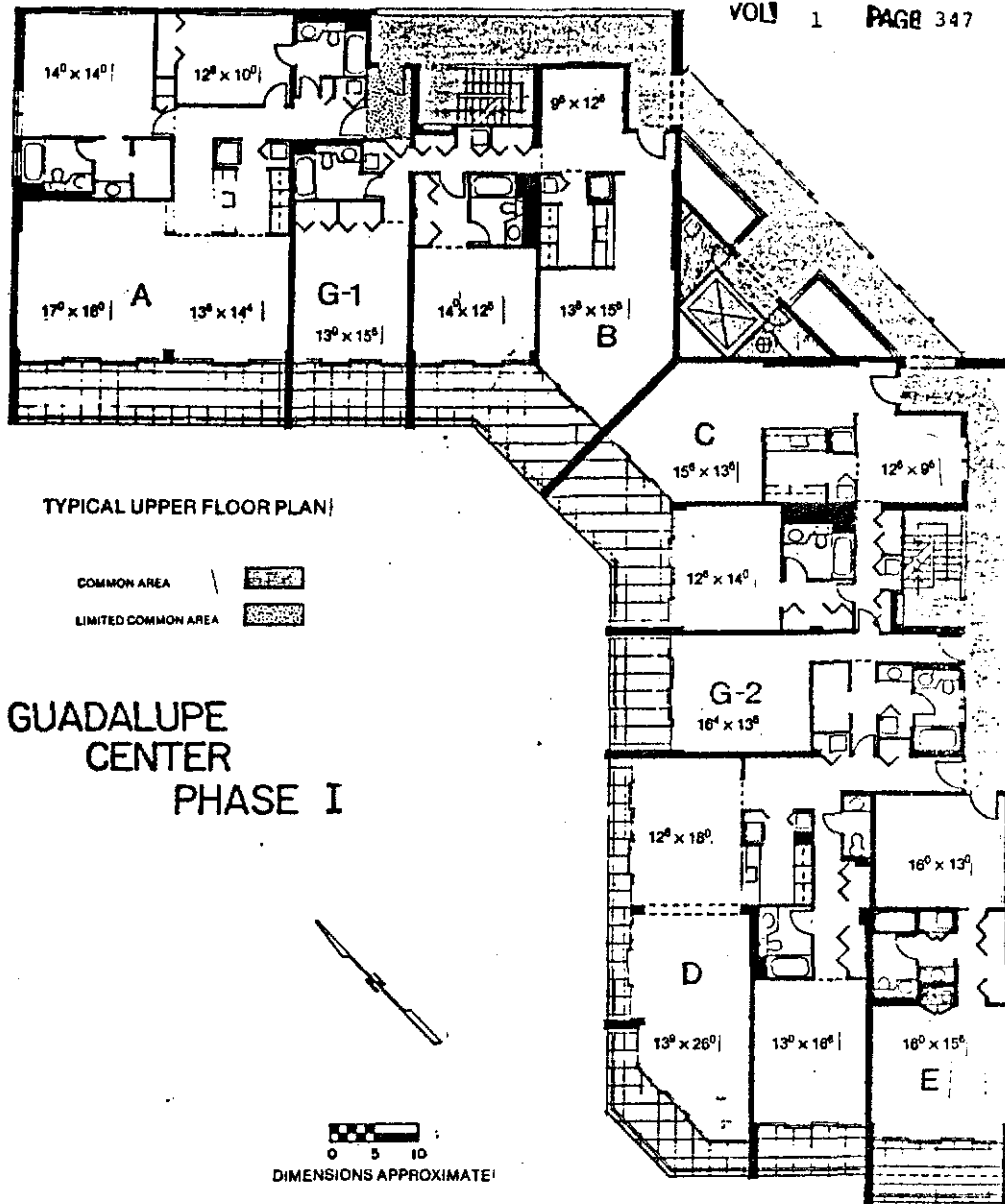 VOL 1 PAGE 347
14⁰ x 14⁰
12⁶ x 10⁰
9⁶ x 12⁶
A
17⁰ x 16⁰
13⁶ x 14⁴
G-1
13⁰ x 15⁶
14⁰ x 12⁶
13⁶ x 15⁶
B
C
15⁶ x 13⁶
12⁶ x 9⁶
TYPICAL UPPER FLOOR PLAN
COMMON AREA
LIMITED COMMON AREA
12⁶ x 14⁰
G-2
16⁴ x 13⁶
GUADALUPE
CENTER
PHASE I
12⁶ x 18⁰
16⁰ x 13⁰
D
13⁰ x 26⁰
13⁰ x 16⁶
16⁰ x 15⁶
E
0 5 10
DIMENSIONS APPROXIMATE